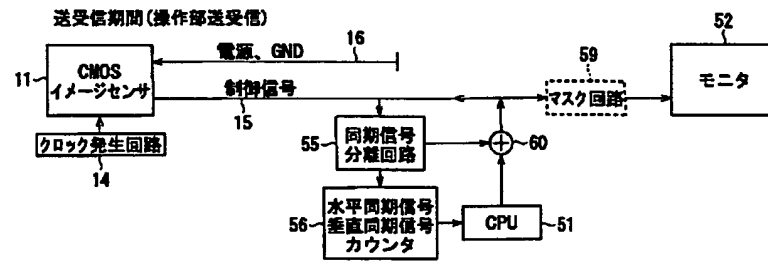 送受信期間(操作部送受信)
電源、GND
16
52
11
CMOS
イメージセンサ
59
モニタ
制御信号
15
マスク回路
クロック発生回路
14
55
同期信号
分離回路
60
56
水平同期信号
垂直同期信号
カウンタ
CPU
51